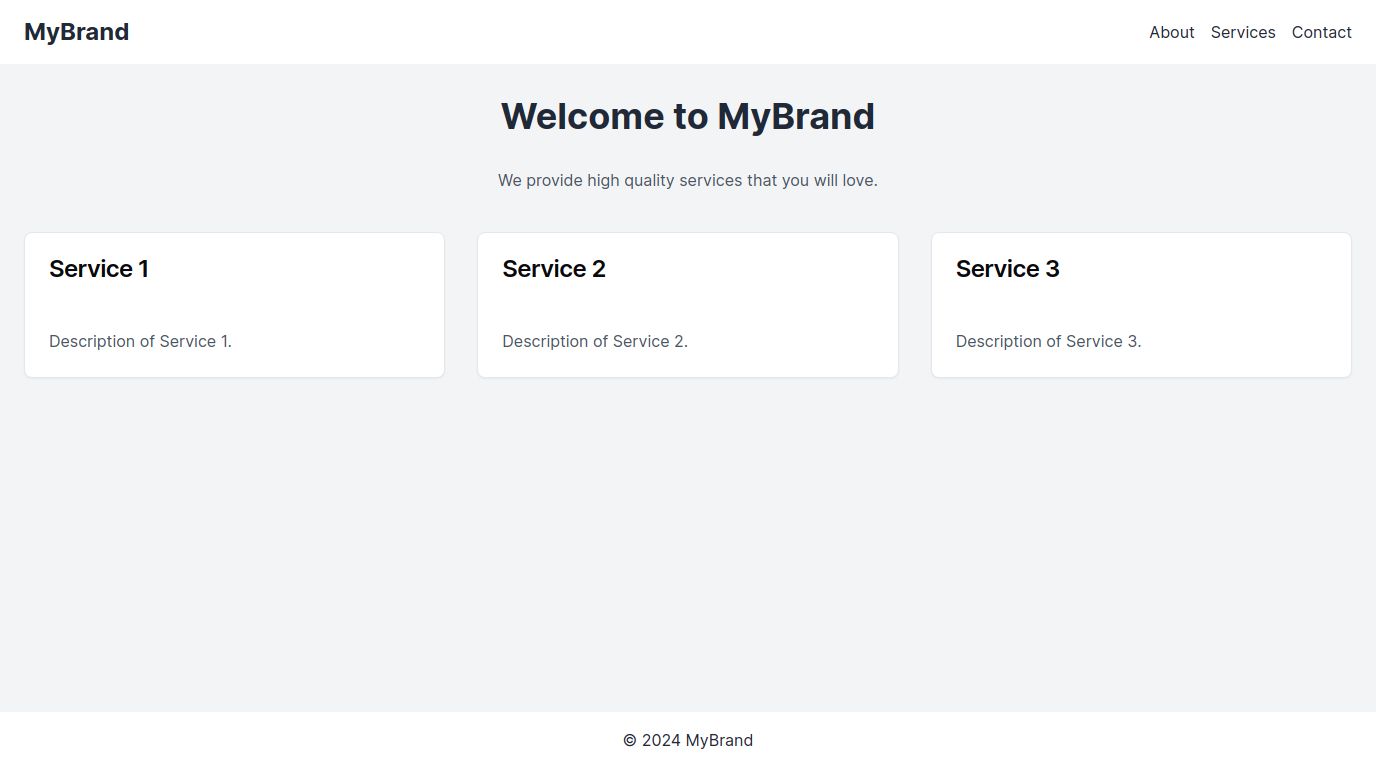 MyBrand
About Services Contact
Welcome to MyBrand
We provide high quality services that you will love.
Service 1
Description of Service 1.
Service 2
Description of Service 2.
Service 3
Description of Service 3.
© 2024 MyBrand